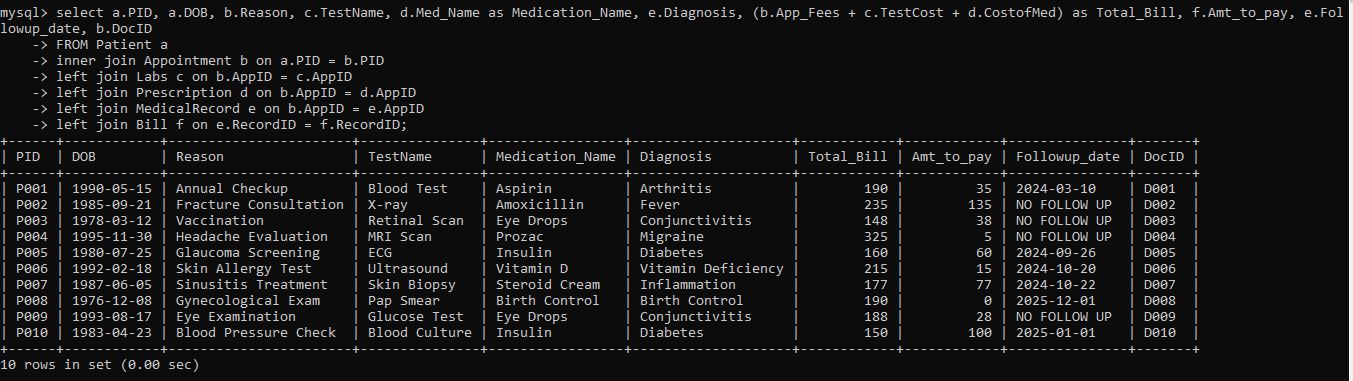 mysql> select a.PID, a.DOB, b.Reason, c.TestName, d.Med_Name as Medication_Name, e.Diagnosis, (b.App_Fees + c.TestCost + d.CostofMed) as Total_Bill, f.Amt_to_pay, e.Fol
lowup_date, b.DocID
    -> FROM Patient a
    -> inner join Appointment b on a.PID = b.PID
    -> left join Labs c on b.AppID = c.AppID
    -> left join Prescription d on b.AppID = d.AppID
    -> left join MedicalRecord e on b.AppID = e.AppID
    -> left join Bill f on e.RecordID = f.RecordID;
+------+------------+-----------------------+---------------+-----------------+--------------------+------------+------------+---------------+-------+
| PID  | DOB        | Reason                | TestName      | Medication_Name | Diagnosis          | Total_Bill | Amt_to_pay | Followup_date | DocID |
+------+------------+-----------------------+---------------+-----------------+--------------------+------------+------------+---------------+-------+
| P001 | 1990-05-15 | Annual Checkup        | Blood Test    | Aspirin         | Arthritis          |        190 |         35 | 2024-03-10    | D001  |
| P002 | 1985-09-21 | Fracture Consultation | X-ray         | Amoxicillin     | Fever              |        235 |        135 | NO FOLLOW UP  | D002  |
| P003 | 1978-03-12 | Vaccination           | Retinal Scan  | Eye Drops       | Conjunctivitis     |        148 |         38 | NO FOLLOW UP  | D003  |
| P004 | 1995-11-30 | Headache Evaluation   | MRI Scan      | Prozac          | Migraine           |        325 |          5 | NO FOLLOW UP  | D004  |
| P005 | 1980-07-25 | Glaucoma Screening    | ECG           | Insulin         | Diabetes           |        160 |         60 | 2024-09-26    | D005  |
| P006 | 1992-02-18 | Skin Allergy Test     | Ultrasound    | Vitamin D       | Vitamin Deficiency |        215 |         15 | 2024-10-20    | D006  |
| P007 | 1987-06-05 | Sinusitis Treatment   | Skin Biopsy   | Steroid Cream   | Inflammation       |        177 |         77 | 2024-10-22    | D007  |
| P008 | 1976-12-08 | Gynecological Exam    | Pap Smear     | Birth Control   | Birth Control      |        190 |          0 | 2025-12-01    | D008  |
| P009 | 1993-08-17 | Eye Examination       | Glucose Test  | Eye Drops       | Conjunctivitis     |        188 |         28 | NO FOLLOW UP  | D009  |
| P010 | 1983-04-23 | Blood Pressure Check  | Blood Culture | Insulin         | Diabetes           |        150 |        100 | 2025-01-01    | D010  |
+------+------------+-----------------------+---------------+-----------------+--------------------+------------+------------+---------------+-------+
10 rows in set (0.00 sec)